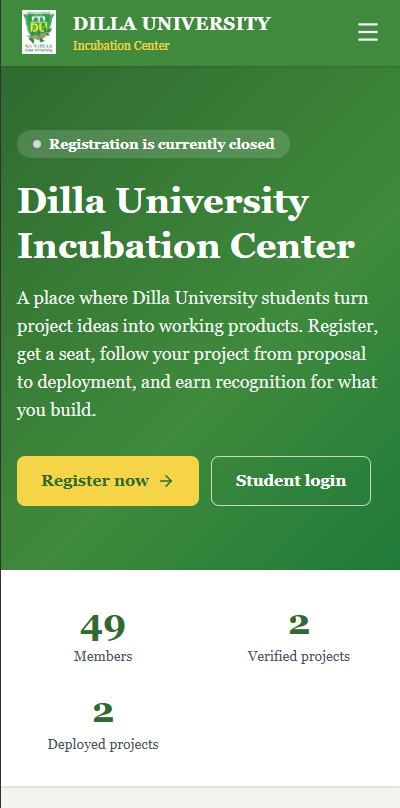 DILLA UNIVERSITY
Incubation Center
Registration is currently closed
Dilla University
Incubation Center
A place where Dilla University students turn
project ideas into working products. Register,
get a seat, follow your project from proposal
to deployment, and earn recognition for what
you build.
Register now →
Student login
49
Members
2
Verified projects
2
Deployed projects